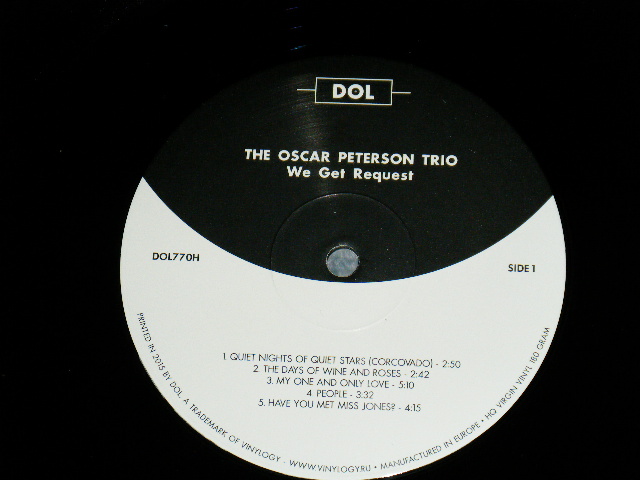 DOL
THE OSCAR PETERSON TRIO
We Get Request
DOL770H
SIDE 1
1. QUIET NIGHTS OF QUIET STARS (CORCOVADO) - 2:50
2. THE DAYS OF WINE AND ROSES - 2:42
3. MY ONE AND ONLY LOVE - 5:10
4. PEOPLE - 3:32
5. HAVE YOU MET MISS JONES? - 4:15
PRINTED IN 2015 BY DOL. A TRADEMARK OF VINYLOGY - WWW.VINYLOGY.RU • MANUFACTURED IN EUROPE • HQ VIRGIN VINYL 180 GRAM